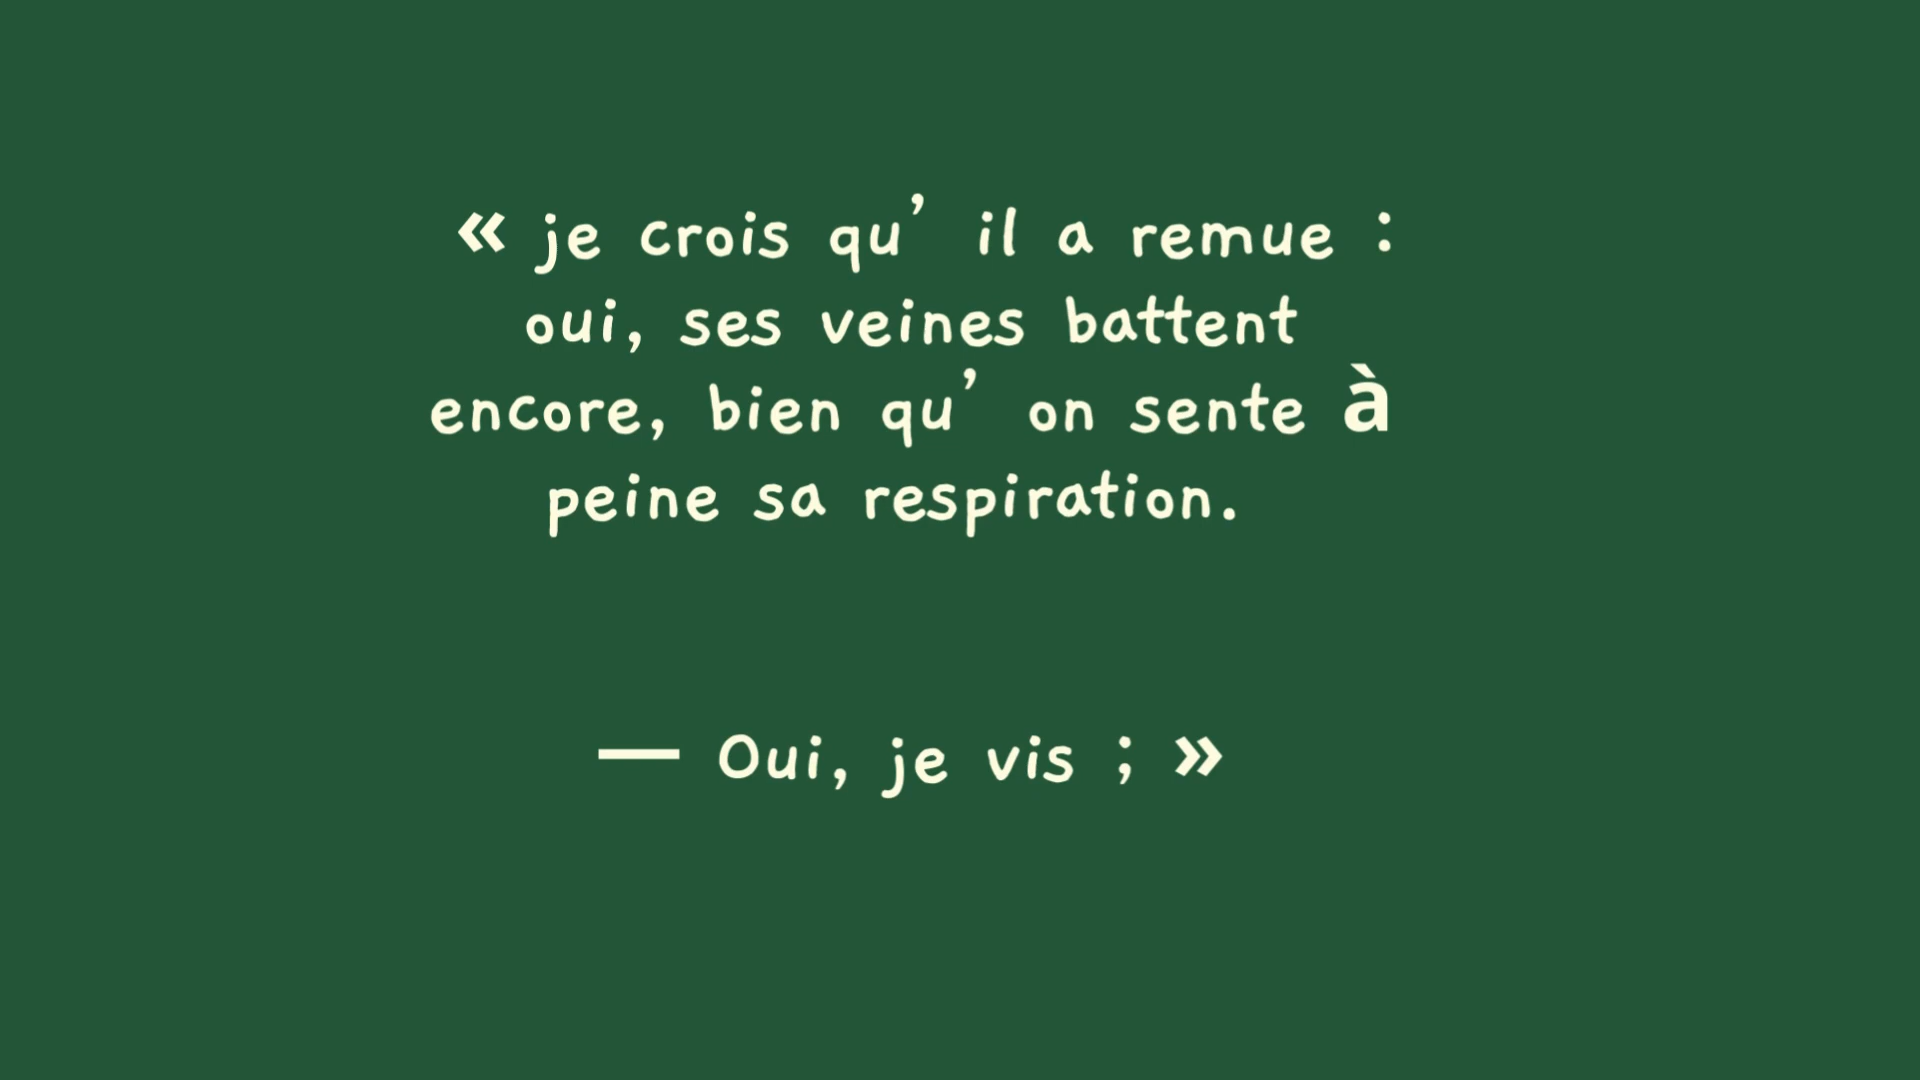 « je crois qu’ il a remue :
oui, ses veines battent
encore, bien qu’ on sente à
peine sa respiration.
— Oui, je vis ; »